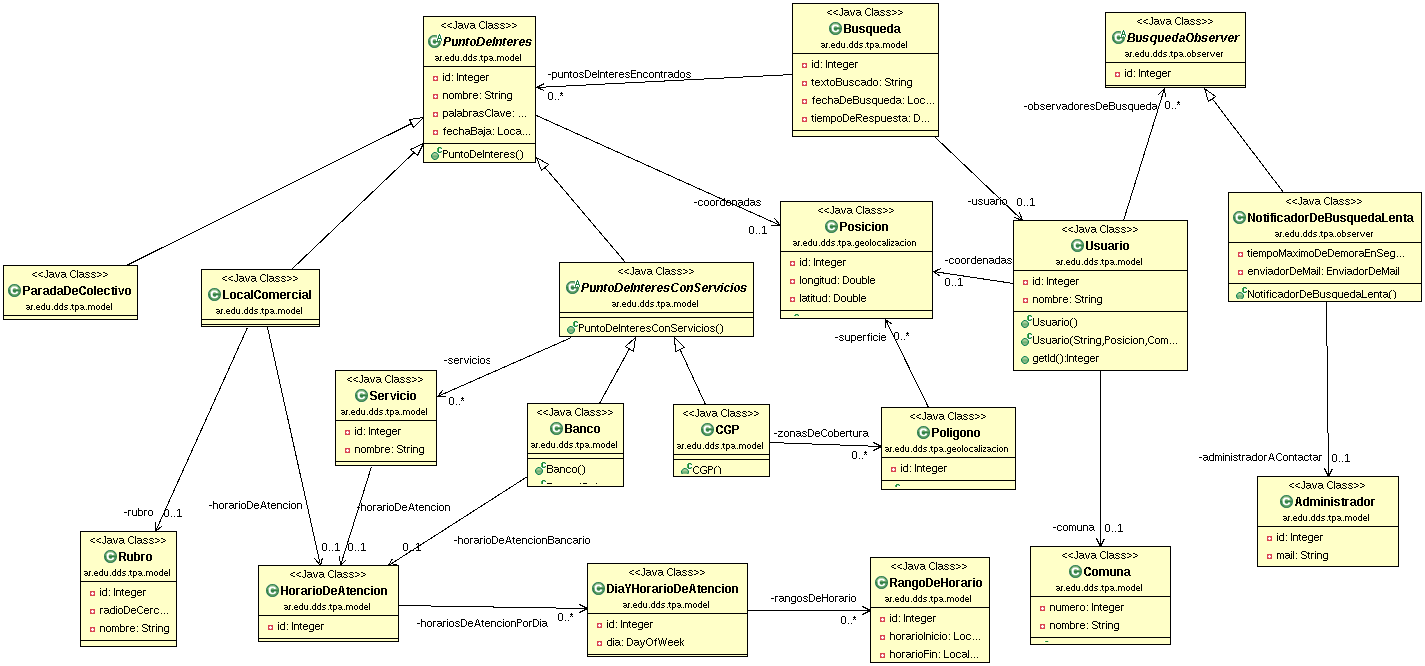 <<Java Class>>
PuntoDeInteres
ar.edu.dds.tpa.model
id: Integer
nombre: String
palabrasClave: ...
fechaBaja: Loca...
PuntoDeInteres()
<<Java Class>>
Busqueda
ar.edu.dds.tpa.model
id: Integer
textoBuscado: String
fechaDeBusqueda: Loc...
tiempoDeRespuesta: D...
<<Java Class>>
BusquedaObserver
ar.edu.dds.tpa.observer
id: Integer
-puntosDeInteresEncontrados
0..*
-observadoresDeBusqueda
0..*
-coordenadas
0..1
-usuario
0..1
<<Java Class>>
Posicion
ar.edu.dds.tpa.geolocalizacion
id: Integer
longitud: Double
latitud: Double
-coordenadas
0..1
<<Java Class>>
Usuario
ar.edu.dds.tpa.model
id: Integer
nombre: String
Usuario()
Usuario(String,Posicion,Com...
getId():Integer
<<Java Class>>
NotificadorDeBusquedaLenta
ar.edu.dds.tpa.observer
tiempoMaximoDeDemoraEnSeg...
enviadorDeMail: EnviadorDeMail
NotificadorDeBusquedaLenta()
<<Java Class>>
ParadaDeColectivo
ar.edu.dds.tpa.model
<<Java Class>>
LocalComercial
ar.edu.dds.tpa.model
<<Java Class>>
PuntoDeInteresConServicios
ar.edu.dds.tpa.model
PuntoDeInteresConServicios()
-superficie
0..*
-servicios
0..*
<<Java Class>>
Servicio
ar.edu.dds.tpa.model
id: Integer
nombre: String
<<Java Class>>
Banco
ar.edu.dds.tpa.model
Banco()
<<Java Class>>
CGP
ar.edu.dds.tpa.model
CGP()
-zonasDeCobertura
0..*
<<Java Class>>
Poligono
ar.edu.dds.tpa.geolocalizacion
id: Integer
-administradorAContactar
0..1
<<Java Class>>
Administrador
ar.edu.dds.tpa.model
id: Integer
mail: String
-rubro
0..1
-horarioDeAtencion
0..1
-horarioDeAtencion
0..1
-horarioDeAtencionBancario
0..1
-comuna
0..1
<<Java Class>>
Rubro
ar.edu.dds.tpa.model
id: Integer
radioDeCerc...
nombre: String
<<Java Class>>
HorarioDeAtencion
ar.edu.dds.tpa.model
id: Integer
-horariosDeAtencionPorDia
0..*
<<Java Class>>
DiaYHorarioDeAtencion
ar.edu.dds.tpa.model
id: Integer
dia: DayOfWeek
-rangosDeHorario
0..*
<<Java Class>>
RangoDeHorario
ar.edu.dds.tpa.model
id: Integer
horarioInicio: Loc...
horarioFin: Local...
<<Java Class>>
Comuna
ar.edu.dds.tpa.model
numero: Integer
nombre: String